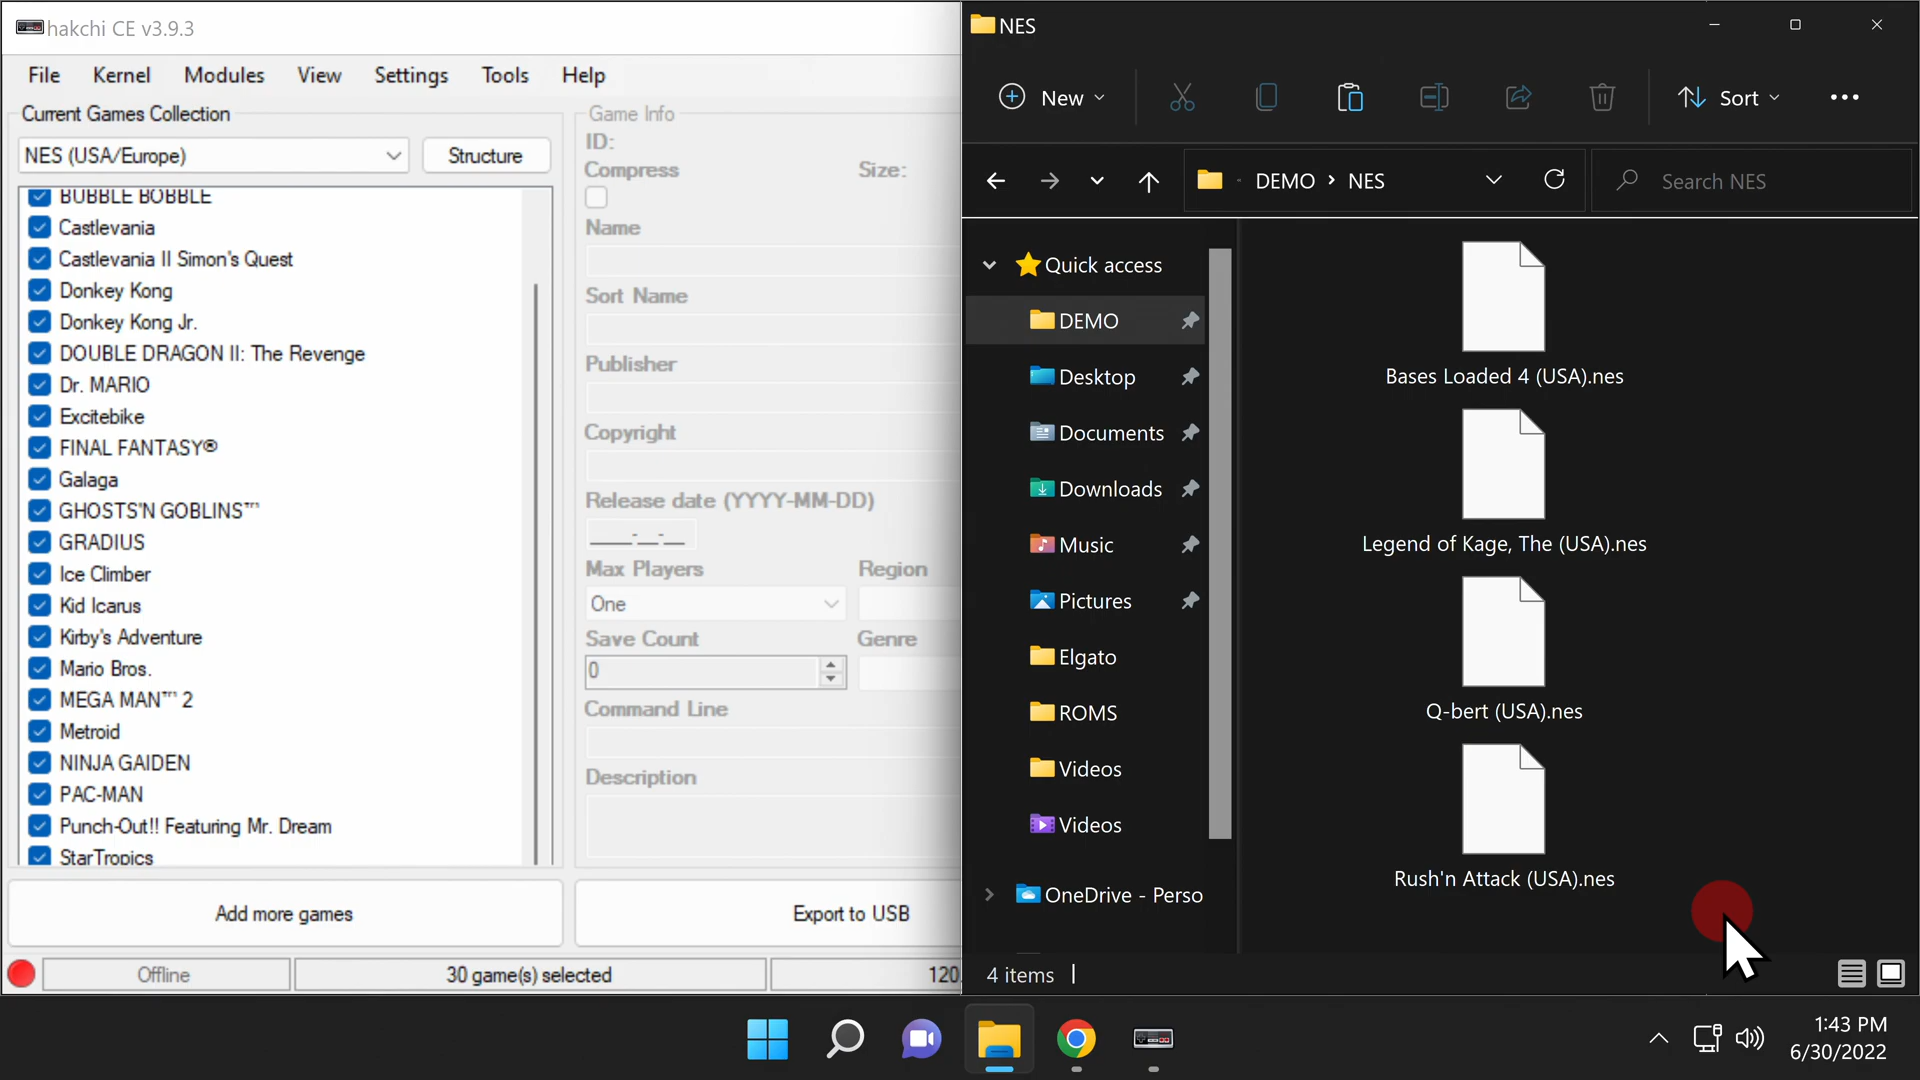 hakchi CE v3.9.3
File Kernel Modules View Settings Tools Help
Current Games Collection
NES (USA/Europe)
Structure
BUBBLE BOBBLE
Castlevania
Castlevania II Simon's Quest
Donkey Kong
Donkey Kong Jr.
DOUBLE DRAGON II: The Revenge
Dr. MARIO
Excitebike
FINAL FANTASY®
Galaga
GHOSTS'N GOBLINS™
GRADIUS
Ice Climber
Kid Icarus
Kirby's Adventure
Mario Bros.
MEGA MAN™ 2
Metroid
NINJA GAIDEN
PAC-MAN
Punch-Out!! Featuring Mr. Dream
StarTropics
Add more games
Game Info
ID:
Compress Size:
Name
Sort Name
Publisher
Copyright
Release date (YYYY-MM-DD)
____-__-__
Max Players Region
One
Save Count Genre
0
Command Line
Description
Export to USB
Offline
30 game(s) selected
120.
NES
New
Sort
DEMO > NES
Search NES
Quick access
DEMO
Desktop
Documents
Downloads
Music
Pictures
Elgato
ROMS
Videos
Videos
OneDrive - Perso
Bases Loaded 4 (USA).nes
Legend of Kage, The (USA).nes
Q-bert (USA).nes
Rush'n Attack (USA).nes
4 items
1:43 PM
6/30/2022